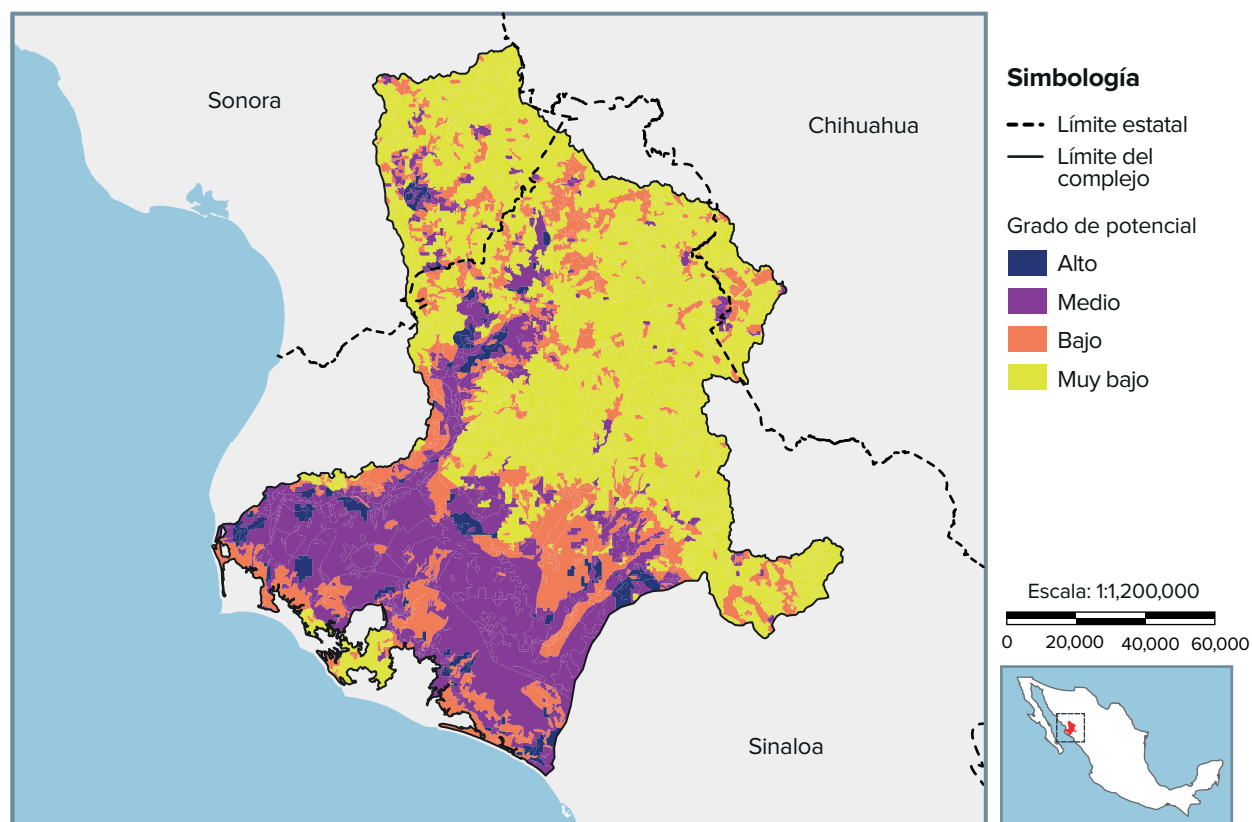 Sonora
Chihuahua
Sinaloa
Simbología
Límite estatal
Límite del
complejo
Grado de potencial
Alto
Medio
Bajo
Muy bajo
Escala: 1:1,200,000
0 20,000 40,000 60,000